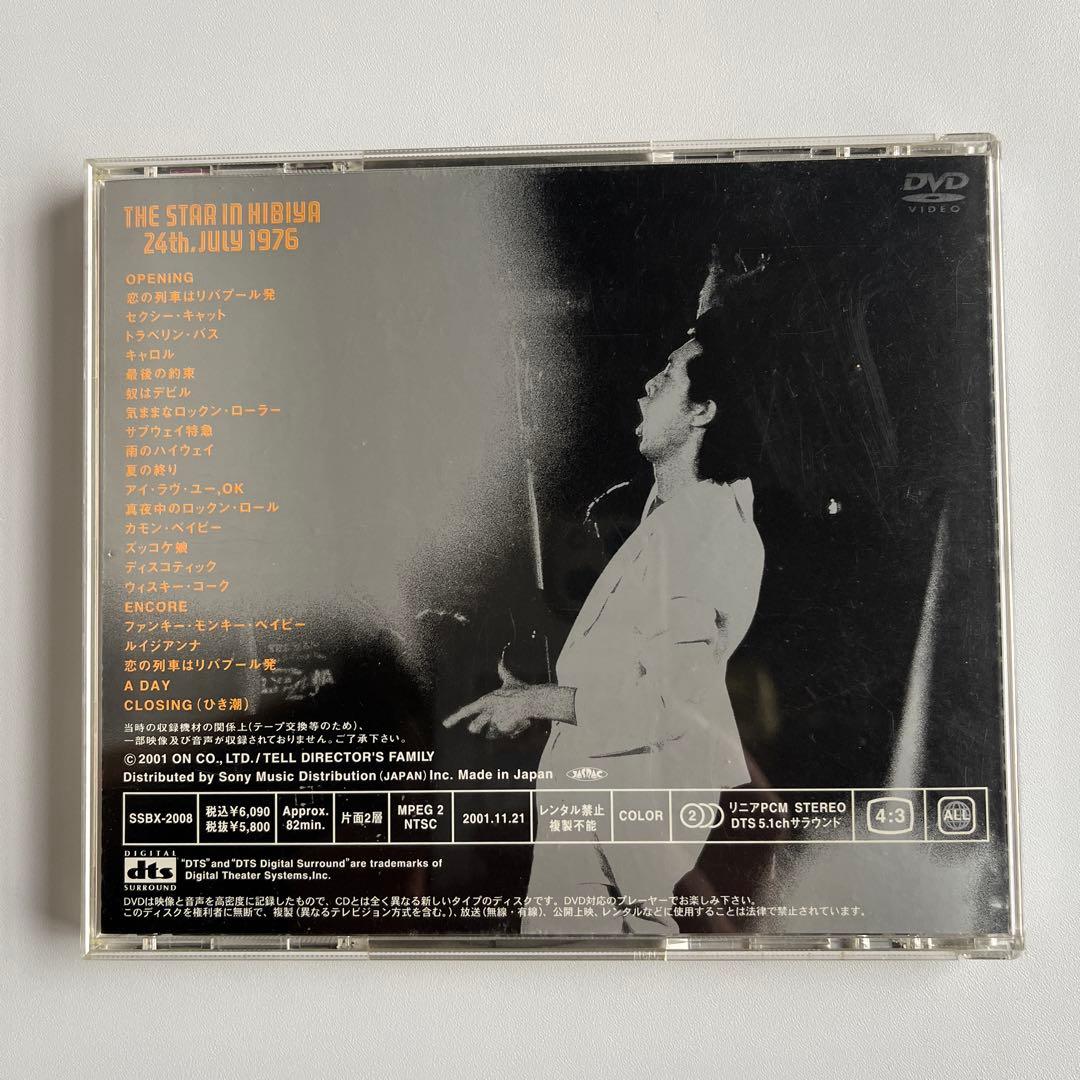 DVD
VIDEO
THE STAR IN HIBIYA
24th. JULY 1976
OPENING
恋の列車はリバプール発
セクシー・キャット
トラベリン・バス
キャロル
最後の約束
奴はデビル
気ままなロックン・ローラー
サブウェイ特急
雨のハイウェイ
夏の終り
アイ・ラヴ・ユー,OK
真夜中のロックン・ロール
カモン・ベイビー
ズッコケ娘
ディスコティック
ウィスキー・コーク
ENCORE
ファンキー・モンキー・ベイビー
ルイジアンナ
恋の列車はリバプール発
A DAY
CLOSING(ひき潮)
当時の収録機材の関係上(テープ交換等のため)、
一部映像及び音声が収録されておりません。ご了承下さい。
©2001 ON CO., LTD. / TELL DIRECTOR'S FAMILY
Distributed by Sony Music Distribution (JAPAN) Inc. Made in Japan JASRAC
SSBX-2008 税込¥6,090 税抜¥5,800 Approx. 82min. 片面2層 MPEG 2 NTSC 2001.11.21 レンタル禁止 複製不能 COLOR 2 リニアPCM STEREO DTS 5.1chサラウンド 4:3 ALL
DIGITAL
dts
SURROUND
"DTS" and "DTS Digital Surround" are trademarks of
Digital Theater Systems, Inc.
DVDは映像と音声を高密度に記録したもので、CDとは全く異なる新しいタイプのディスクです。DVD対応のプレーヤーでお楽しみ下さい。
このディスクを権利者に無断で、複製(異なるテレビジョン方式を含む。)、放送(無線・有線)、公開上映、レンタルなどに使用することは法律で禁止されています。